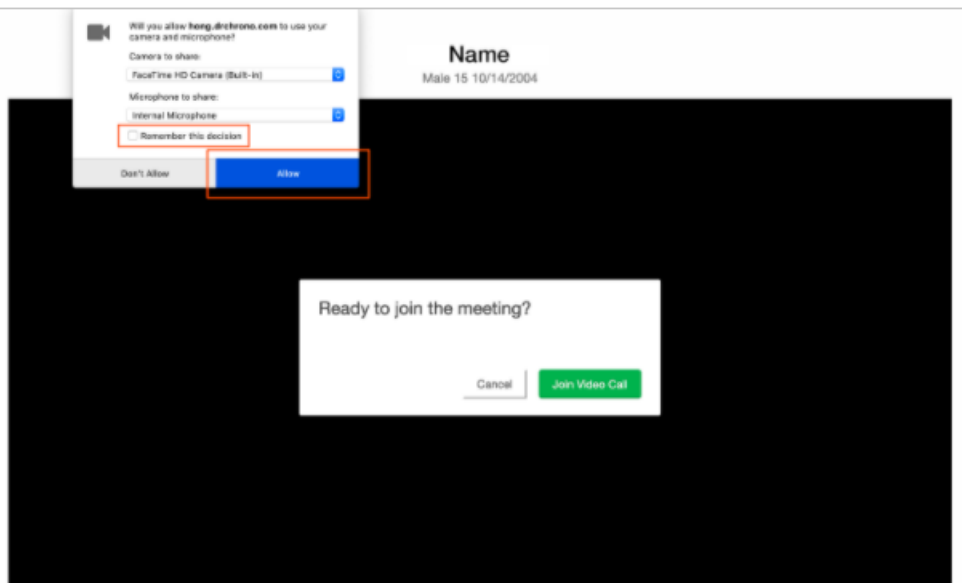 Will you allow hong.drchrono.com to use your
camera and microphone?
Camera to share:
FaceTime HD Camera (Built-in)
Microphone to share:
Internal Microphone
Remember this decision
Don't Allow
Allow
Name
Male 15 10/14/2004
Ready to join the meeting?
Cancel
Join Video Call